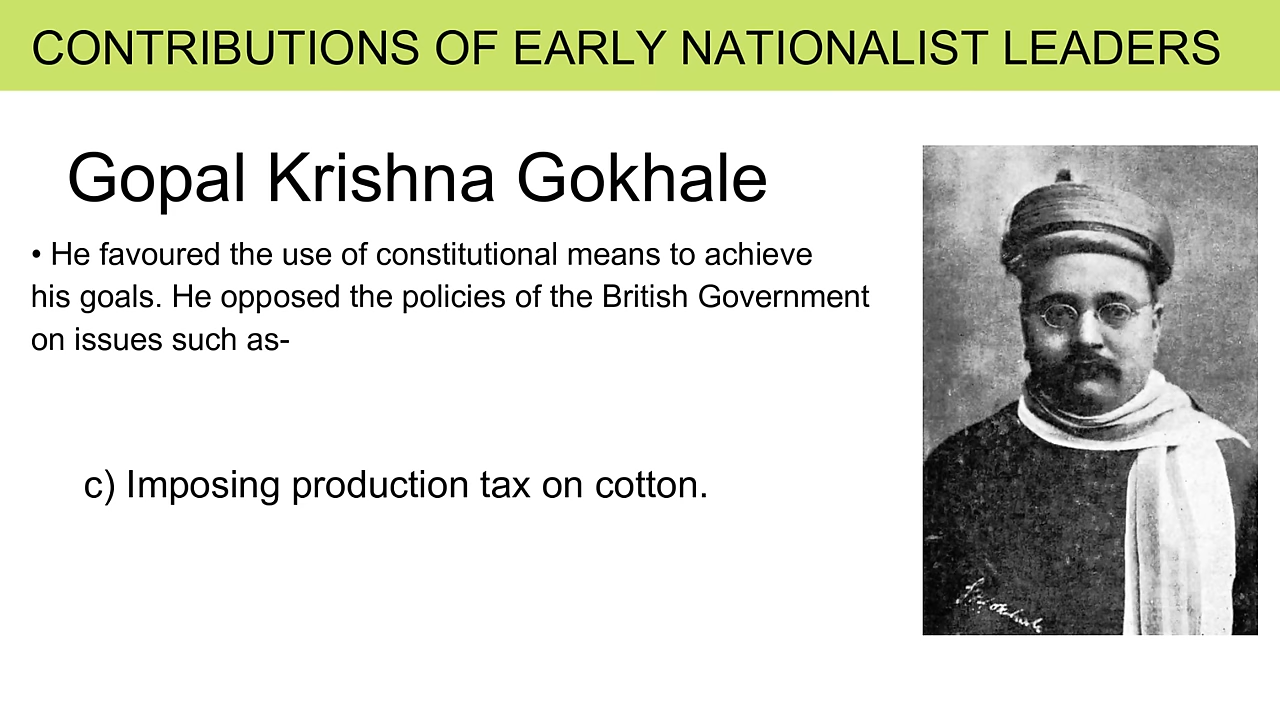 CONTRIBUTIONS OF EARLY NATIONALIST LEADERS
Gopal Krishna Gokhale
• He favoured the use of constitutional means to achieve
his goals. He opposed the policies of the British Government
on issues such as-
c) Imposing production tax on cotton.